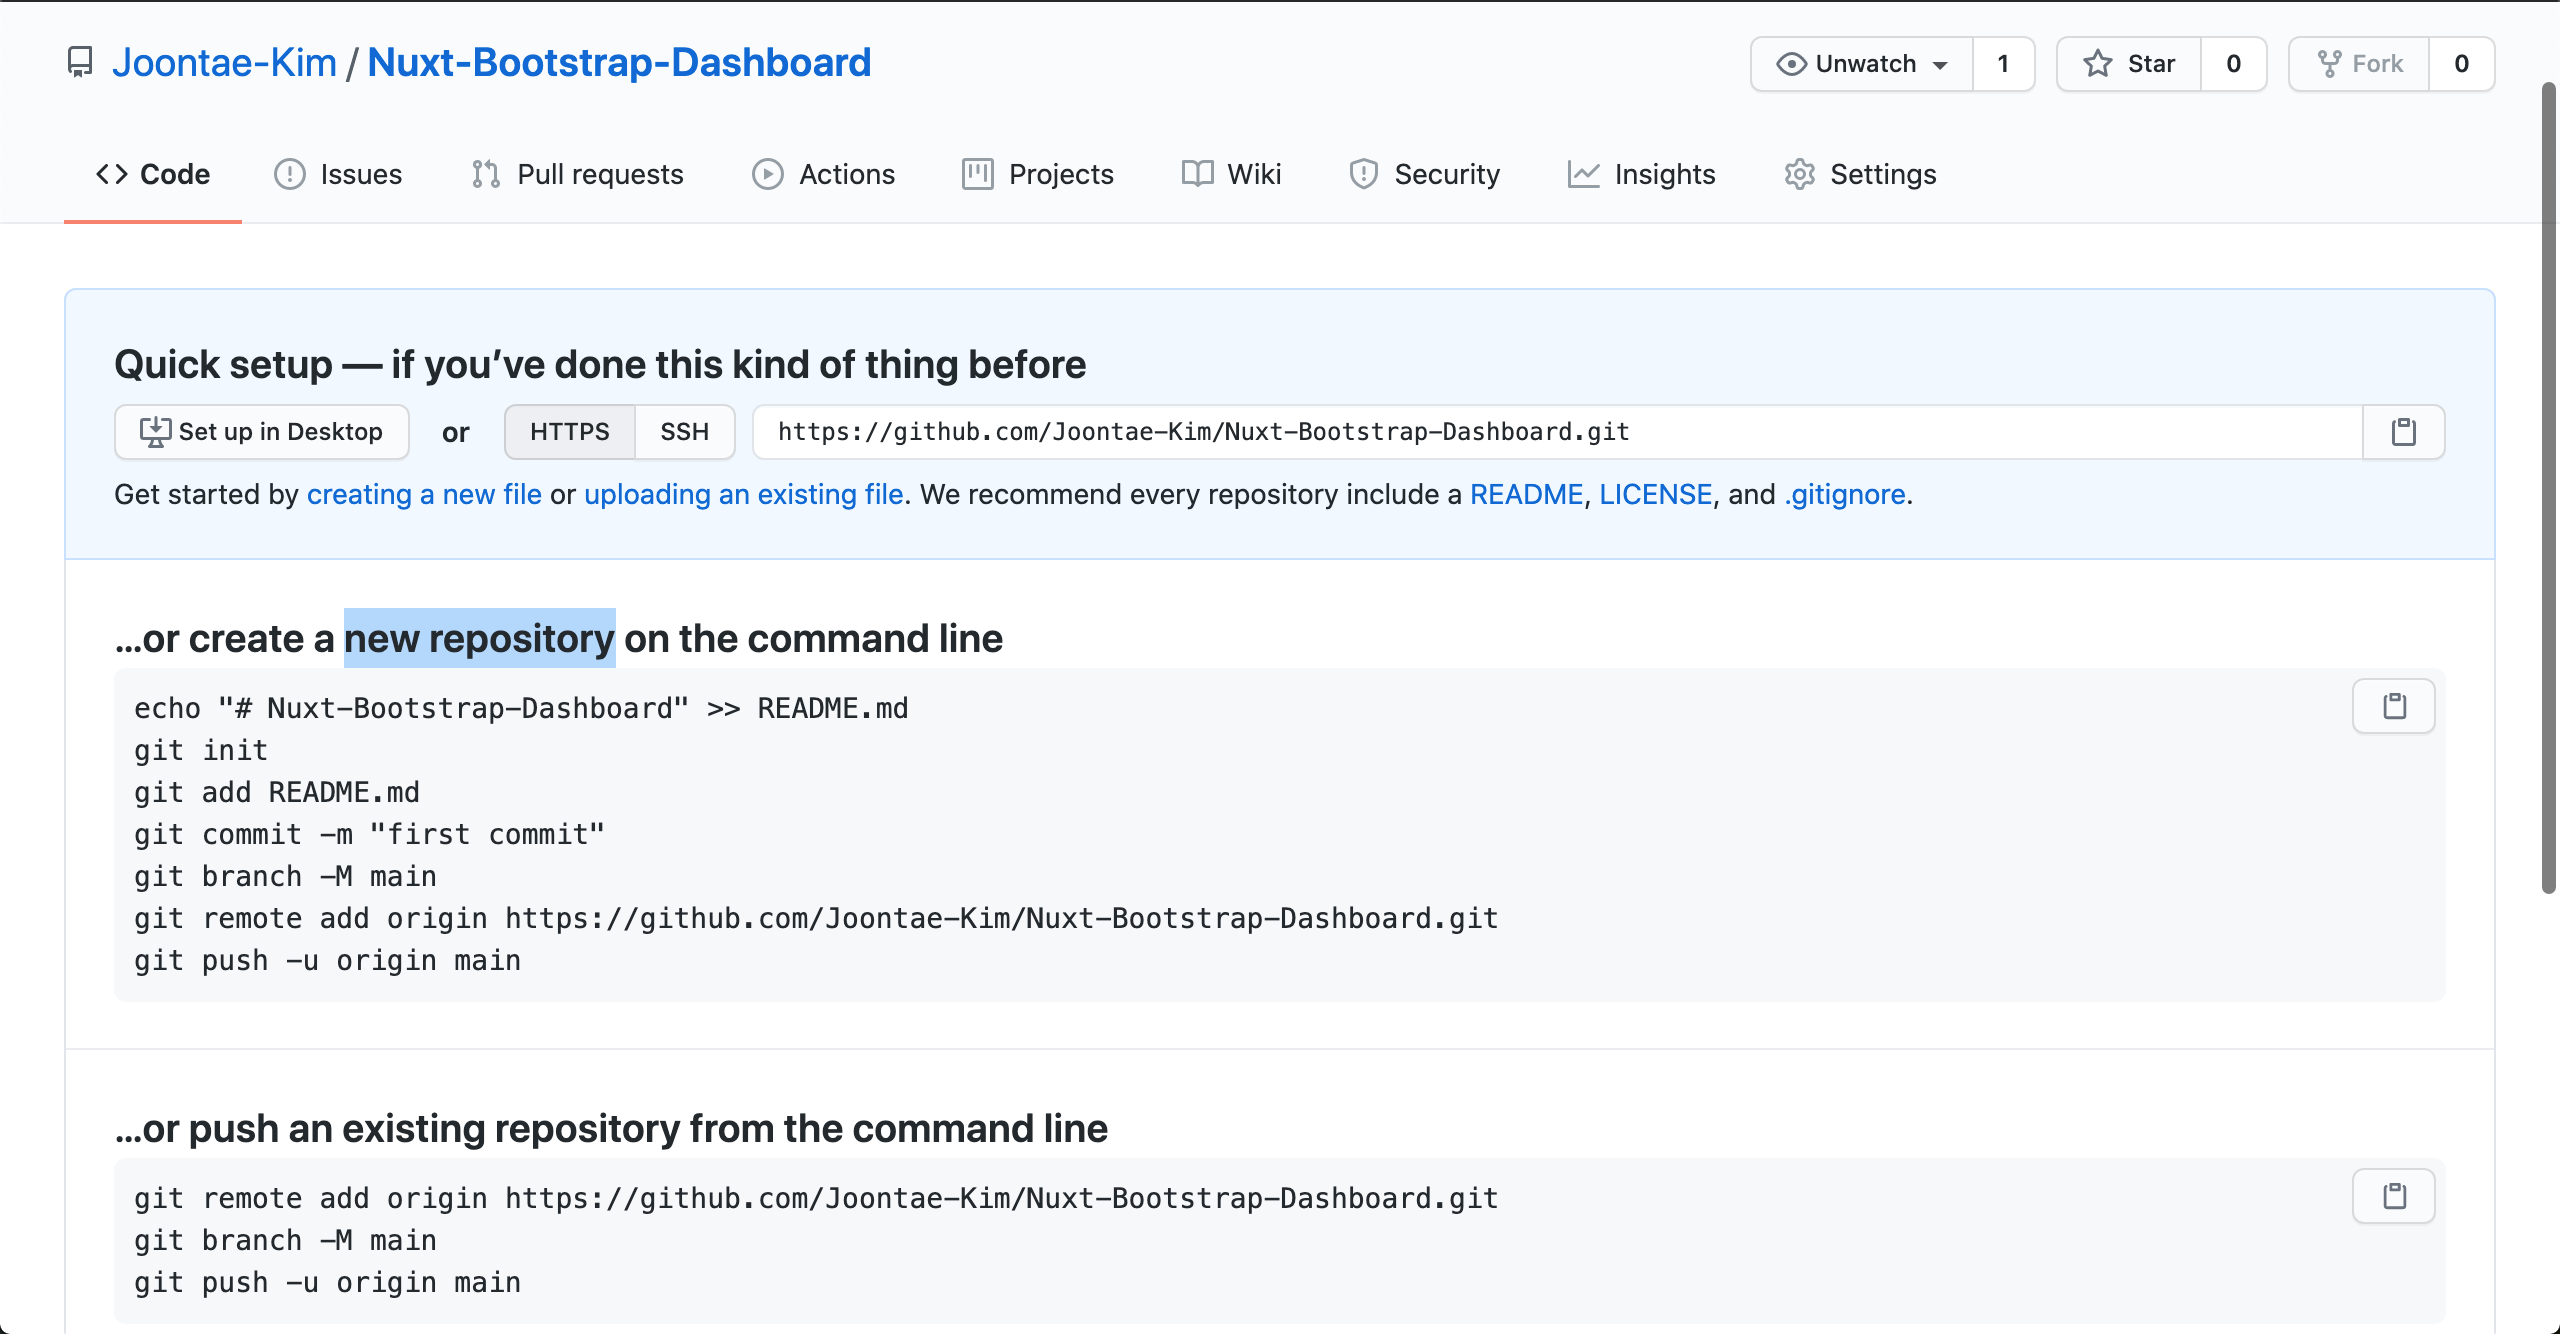 Joontae-Kim / Nuxt-Bootstrap-Dashboard
Unwatch 1 Star 0 Fork 0
Code Issues Pull requests Actions Projects Wiki Security Insights Settings
Quick setup — if you’ve done this kind of thing before
Set up in Desktop or HTTPS SSH https://github.com/Joontae-Kim/Nuxt-Bootstrap-Dashboard.git
Get started by creating a new file or uploading an existing file. We recommend every repository include a README, LICENSE, and .gitignore.
…or create a new repository on the command line
echo "# Nuxt-Bootstrap-Dashboard" >> README.md
git init
git add README.md
git commit -m "first commit"
git branch -M main
git remote add origin https://github.com/Joontae-Kim/Nuxt-Bootstrap-Dashboard.git
git push -u origin main
…or push an existing repository from the command line
git remote add origin https://github.com/Joontae-Kim/Nuxt-Bootstrap-Dashboard.git
git branch -M main
git push -u origin main